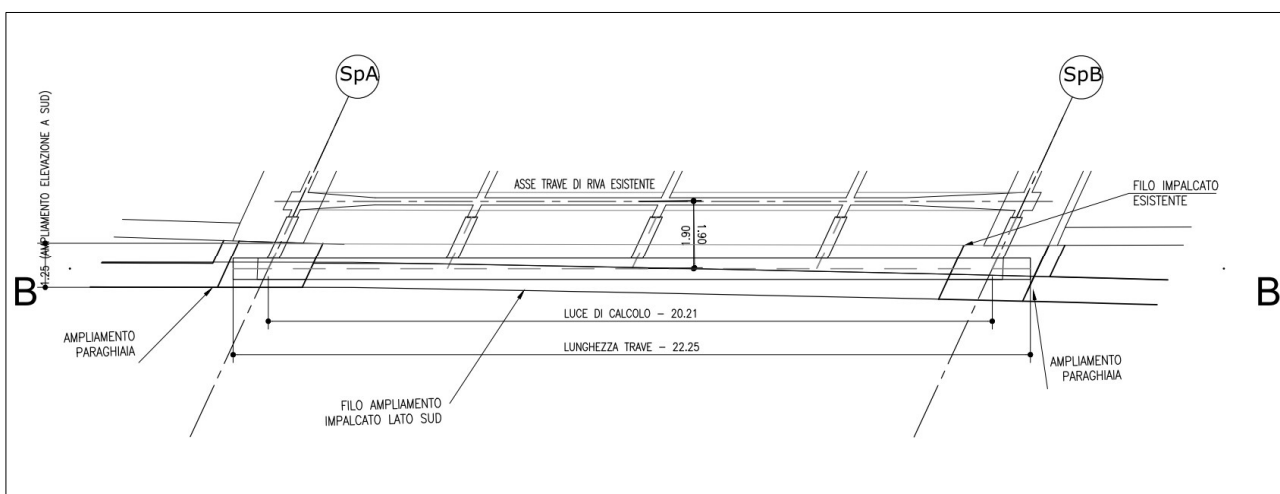 SpA
SpB
1.25 (AMPLIAMENTO ELEVAZIONE A SUD)
ASSE TRAVE DI RIVA ESISTENTE
FILO IMPALCATO
ESISTENTE
1.90
1.90
B
B
LUCE DI CALCOLO - 20.21
AMPLIAMENTO
PARAGHIAIA
LUNGHEZZA TRAVE - 22.25
AMPLIAMENTO
PARAGHIAIA
FILO AMPLIAMENTO
IMPALCATO LATO SUD